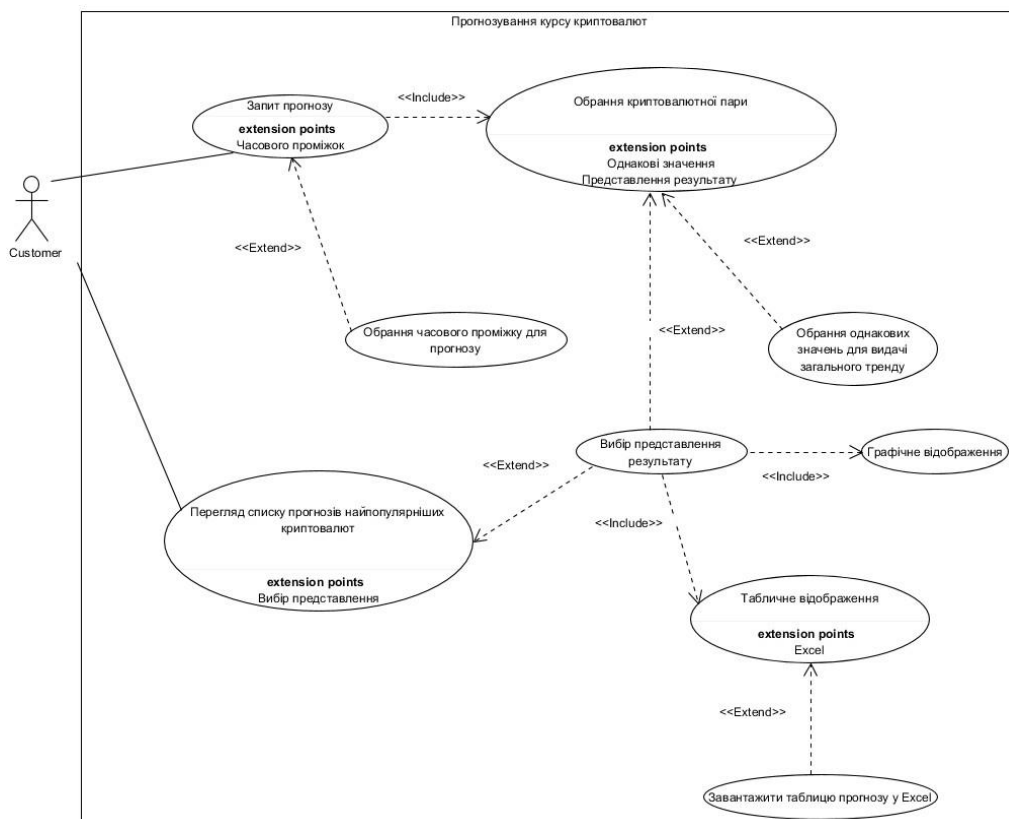 Прогнозування курсу криптовалют
Запит прогнозу
extension points
Часового проміжок
<<Include>>
Обрання криптовалютної пари
extension points
Однакові значення
Представлення результату
Customer
<<Extend>>
<<Extend>>
<<Extend>>
Обрання часового проміжку для
прогнозу
Обрання однакових
значень для видачі
загального тренду
Вибір представлення
результату
<<Include>>
Графічне відображення
<<Extend>>
Перегляд списку прогнозів найпопулярніших
криптовалют
extension points
Вибір представлення
<<Include>>
Табличне відображення
extension points
Excel
<<Extend>>
Завантажити таблицю прогнозу у Excel